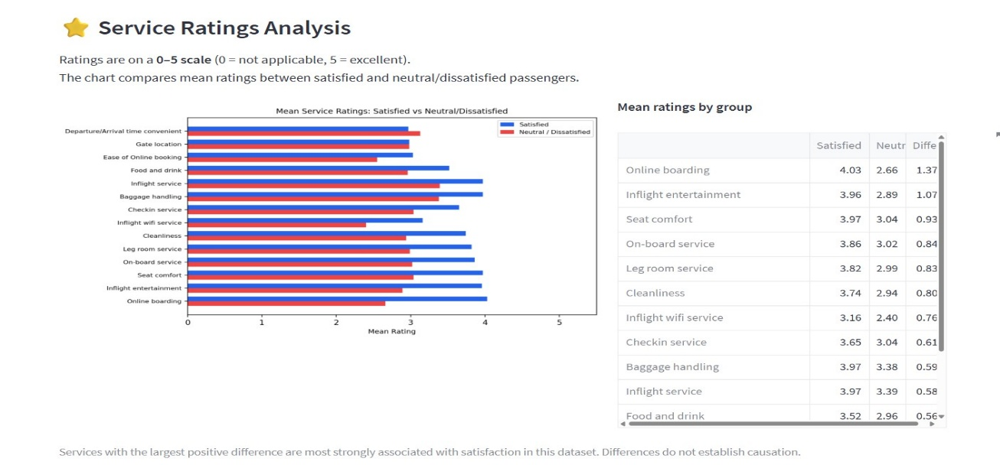 Service Ratings Analysis
Ratings are on a 0–5 scale (0 = not applicable, 5 = excellent).
The chart compares mean ratings between satisfied and neutral/dissatisfied passengers.
Mean Service Ratings: Satisfied vs Neutral/Dissatisfied
Satisfied
Neutral / Dissatisfied
Departure/Arrival time convenient
Gate location
Ease of Online booking
Food and drink
Inflight service
Baggage handling
Checkin service
Inflight wifi service
Cleanliness
Leg room service
On-board service
Seat comfort
Inflight entertainment
Online boarding
0 1 2 3 4 5
Mean Rating
Mean ratings by group
Satisfied Neutr Diffe
Online boarding 4.03 2.66 1.37
Inflight entertainment 3.96 2.89 1.07
Seat comfort 3.97 3.04 0.93
On-board service 3.86 3.02 0.84
Leg room service 3.82 2.99 0.83
Cleanliness 3.74 2.94 0.80
Inflight wifi service 3.16 2.40 0.76
Checkin service 3.65 3.04 0.61
Baggage handling 3.97 3.38 0.59
Inflight service 3.97 3.39 0.58
Food and drink 3.52 2.96 0.56
Services with the largest positive difference are most strongly associated with satisfaction in this dataset. Differences do not establish causation.